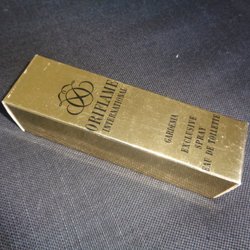 ORIFLAME
INTERNATIONAL
GARDENIA
EXCLUSIVE
SPRAY
EAU DE TOILETTE